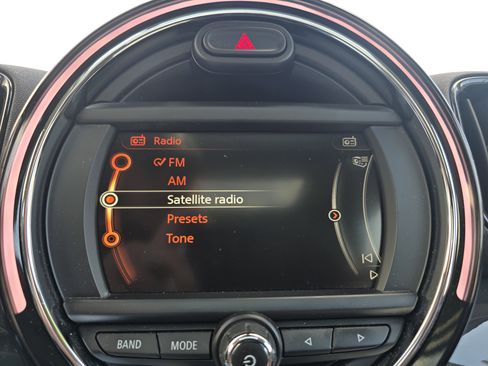 Radio
FM
AM
Satellite radio
Presets
Tone
BAND MODE